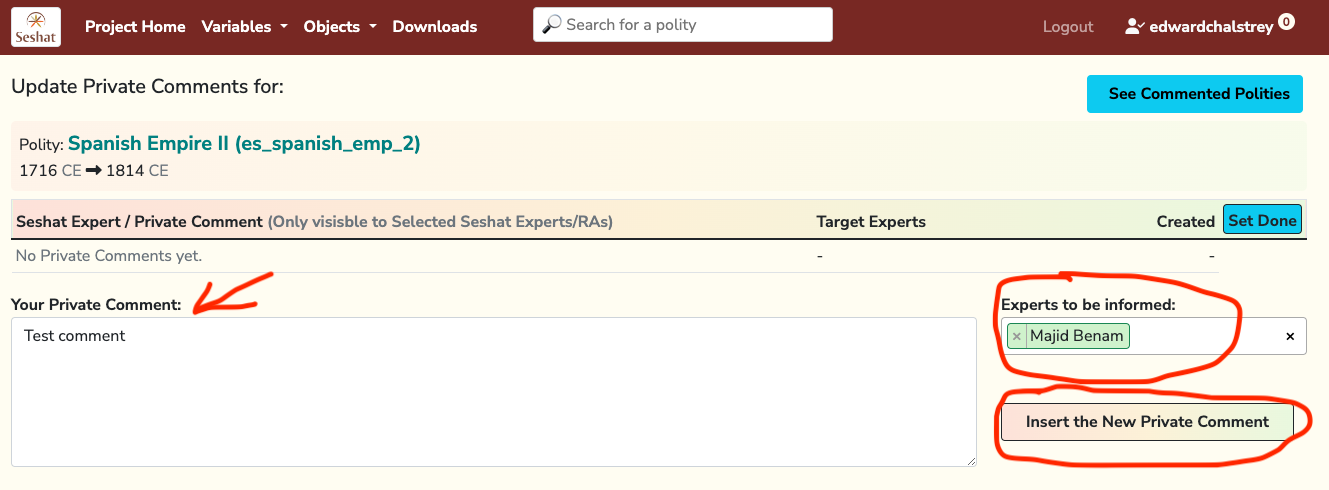 Seshat Project Home Variables Objects Downloads Search for a polity Logout edwardchalstrey 0
Update Private Comments for:
See Commented Polities
Polity: Spanish Empire II (es_spanish_emp_2)
1716 CE ➡ 1814 CE
Seshat Expert / Private Comment (Only visisble to Selected Seshat Experts/RAs) Target Experts Created Set Done
No Private Comments yet. - -
Your Private Comment: Experts to be informed:
Test comment
× Majid Benam ×
Insert the New Private Comment